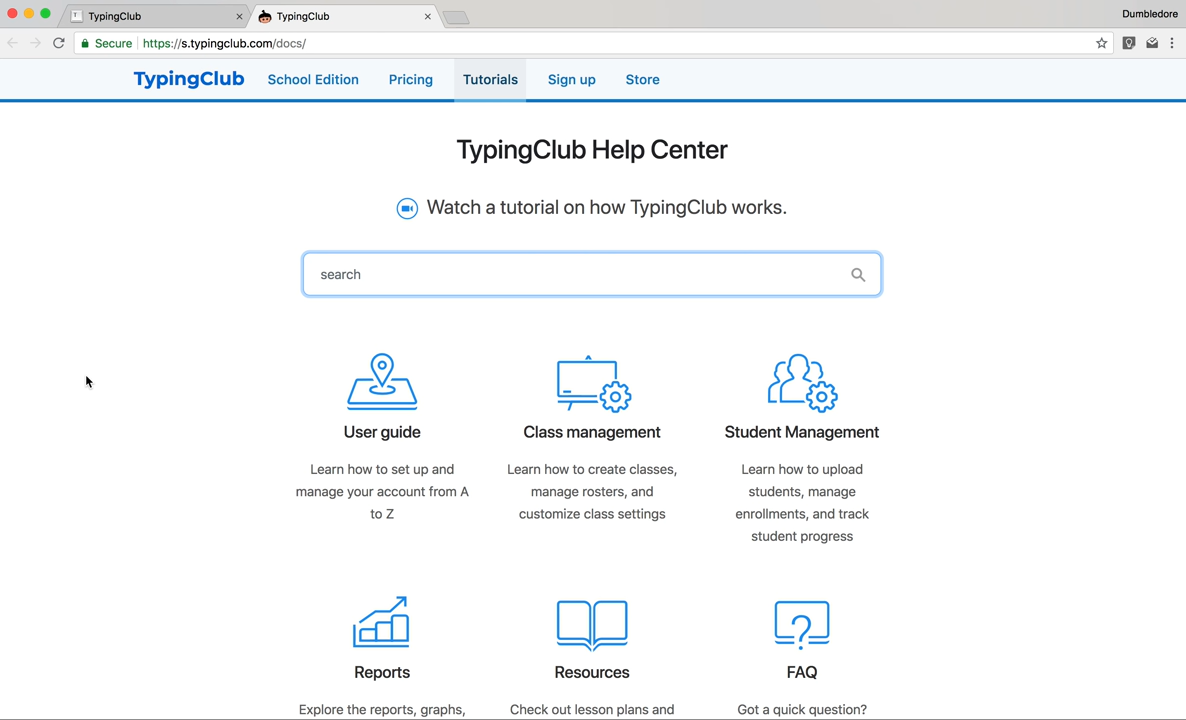 TypingClub
TypingClub
Dumbledore
Secure https://s.typingclub.com/docs/
TypingClub School Edition Pricing Tutorials Sign up Store
TypingClub Help Center
Watch a tutorial on how TypingClub works.
search
User guide
Learn how to set up and
manage your account from A
to Z
Class management
Learn how to create classes,
manage rosters, and
customize class settings
Student Management
Learn how to upload
students, manage
enrollments, and track
student progress
Reports
Explore the reports, graphs,
Resources
Check out lesson plans and
FAQ
Got a quick question?